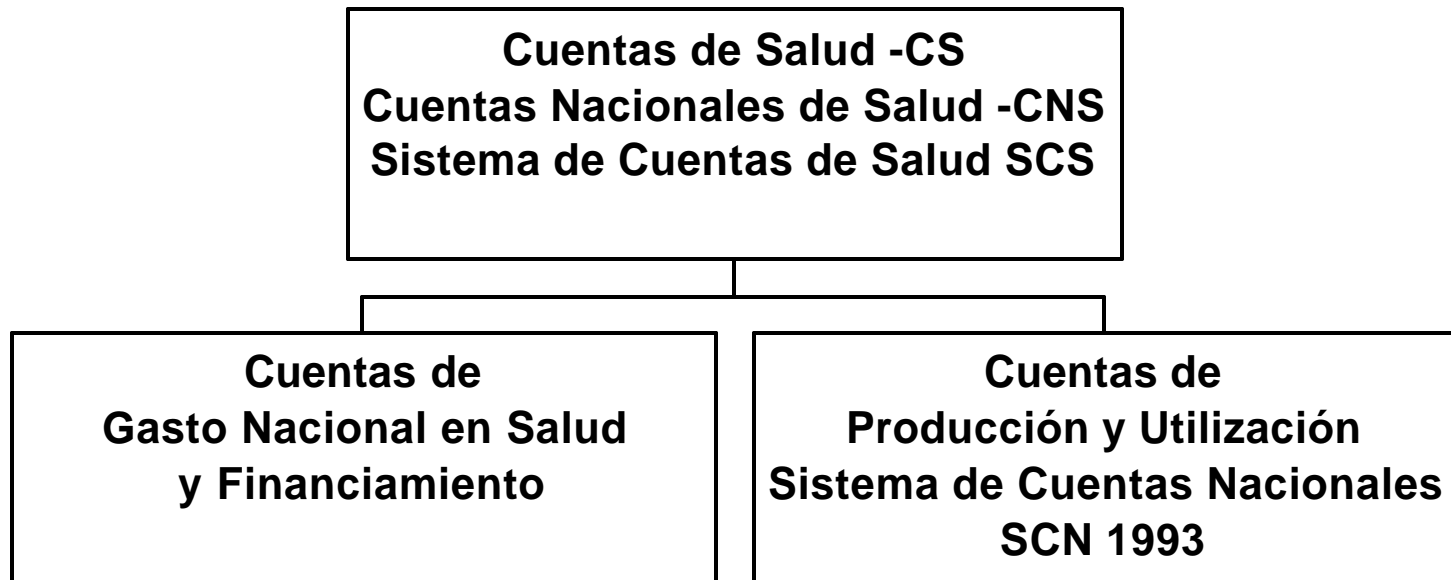 Cuentas de Salud -CS
Cuentas Nacionales de Salud -CNS
Sistema de Cuentas de Salud SCS
Cuentas de
Gasto Nacional en Salud
y Financiamiento
Cuentas de
Producción y Utilización
Sistema de Cuentas Nacionales
SCN 1993